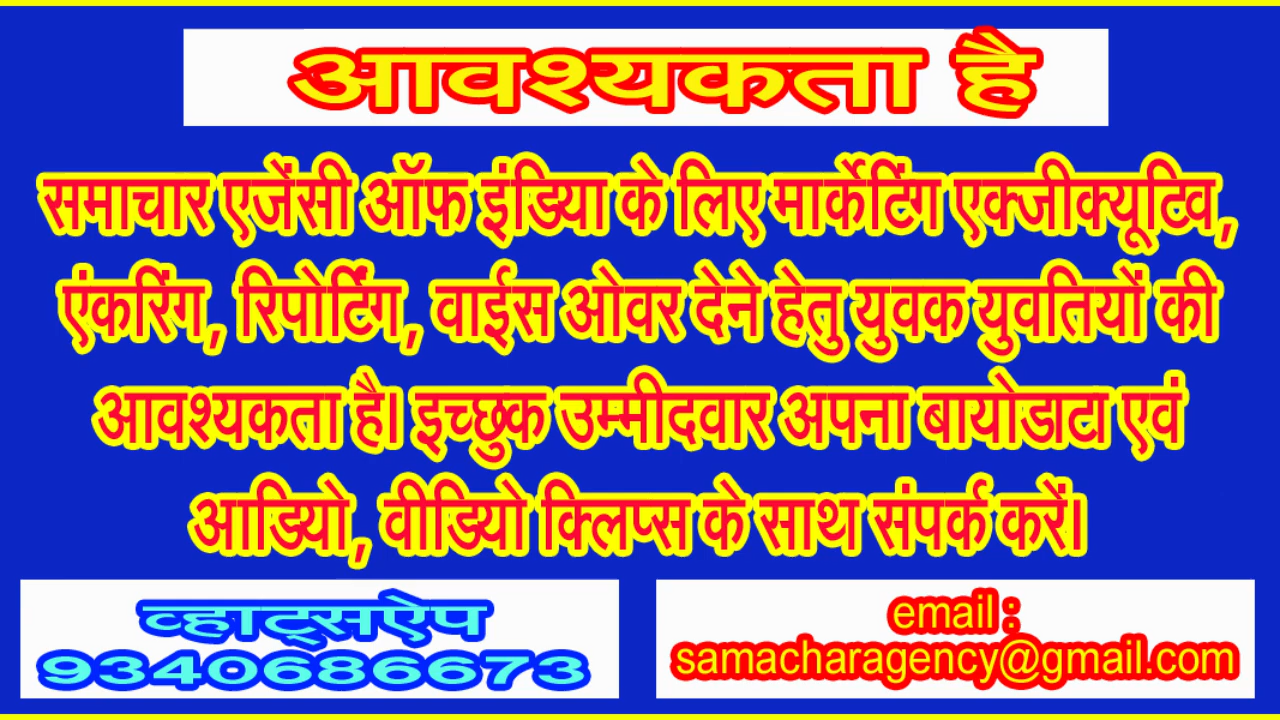 आवश्यकता है
समाचार एजेंसी ऑफ इंडिया के लिए मार्केटिंग एक्जीक्यूटिव,
एंकरिंग, रिपोर्टिंग, वाईस ओवर देने हेतु युवक युवतियों की
आवश्यकता है। इच्छुक उम्मीदवार अपना बायोडाटा एवं
आडियो, वीडियो क्लिप्स के साथ संपर्क करें।
व्हाट्सऐप
9340686673
email :
samacharagency@gmail.com